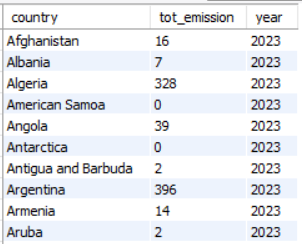 country tot_emission year
Afghanistan 16 2023
Albania 7 2023
Algeria 328 2023
American Samoa 0 2023
Angola 39 2023
Antarctica 0 2023
Antigua and Barbuda 2 2023
Argentina 396 2023
Armenia 14 2023
Aruba 2 2023